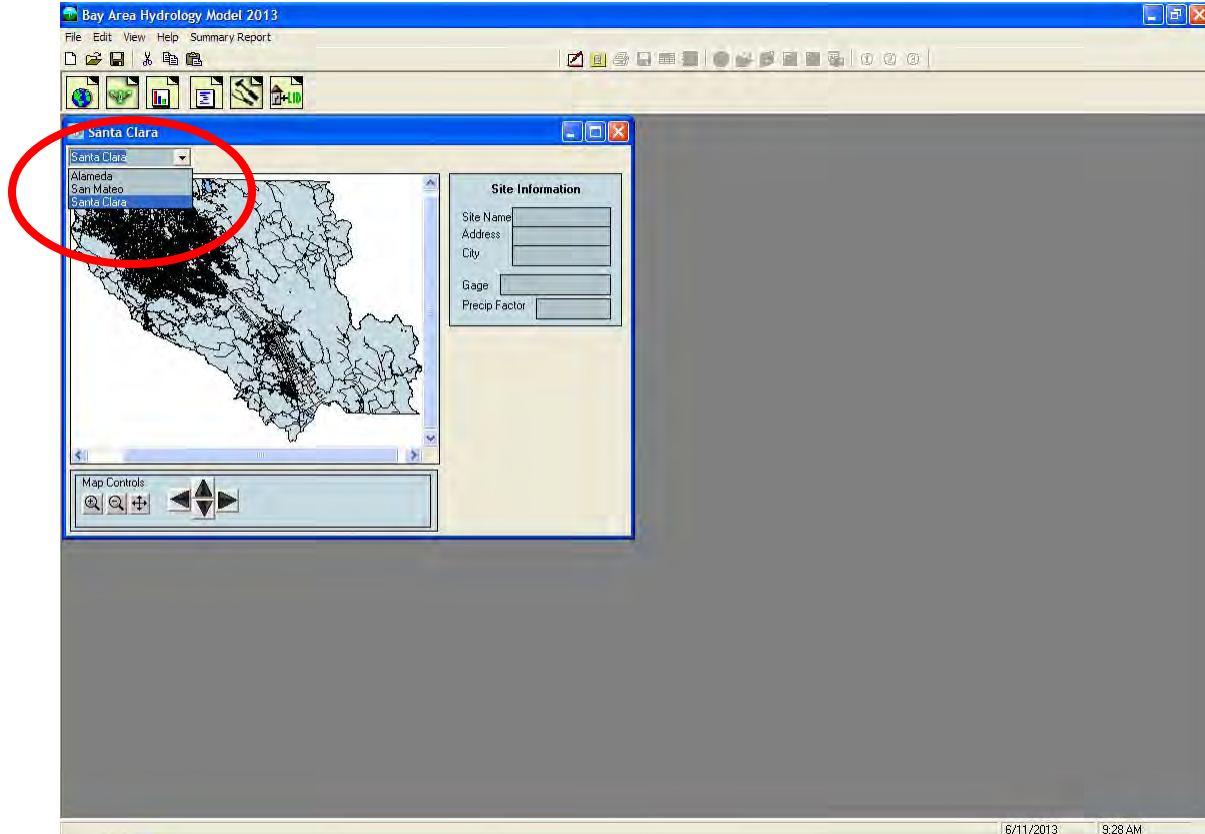 Bay Area Hydrology Model 2013
File Edit View Help Summary Report
+LID
Santa Clara
Santa Clara
Alameda
San Mateo
Santa Clara
Site Information
Site Name
Address
City
Gage
Precip Factor
Map Controls
6/11/2013 9:28 AM